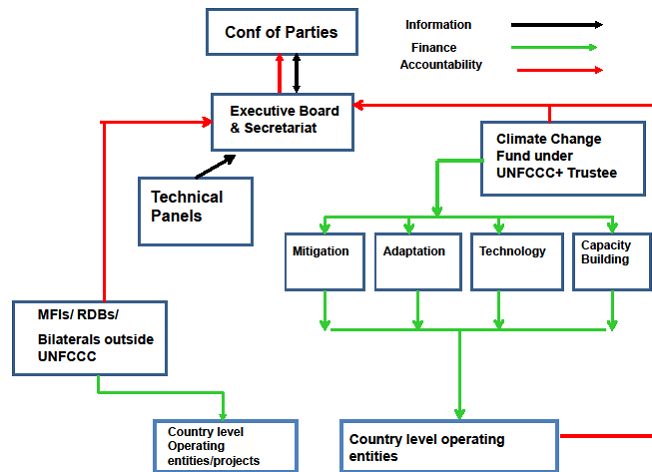 Conf of Parties
Information
Finance
Accountability
Executive Board
& Secretariat
Climate Change
Fund under
UNFCCC+ Trustee
Technical
Panels
Mitigation
Adaptation
Technology
Capacity
Building
MFIs/ RDBs/
Bilaterals outside
UNFCCC
Country level
Operating
entities/projects
Country level operating
entities